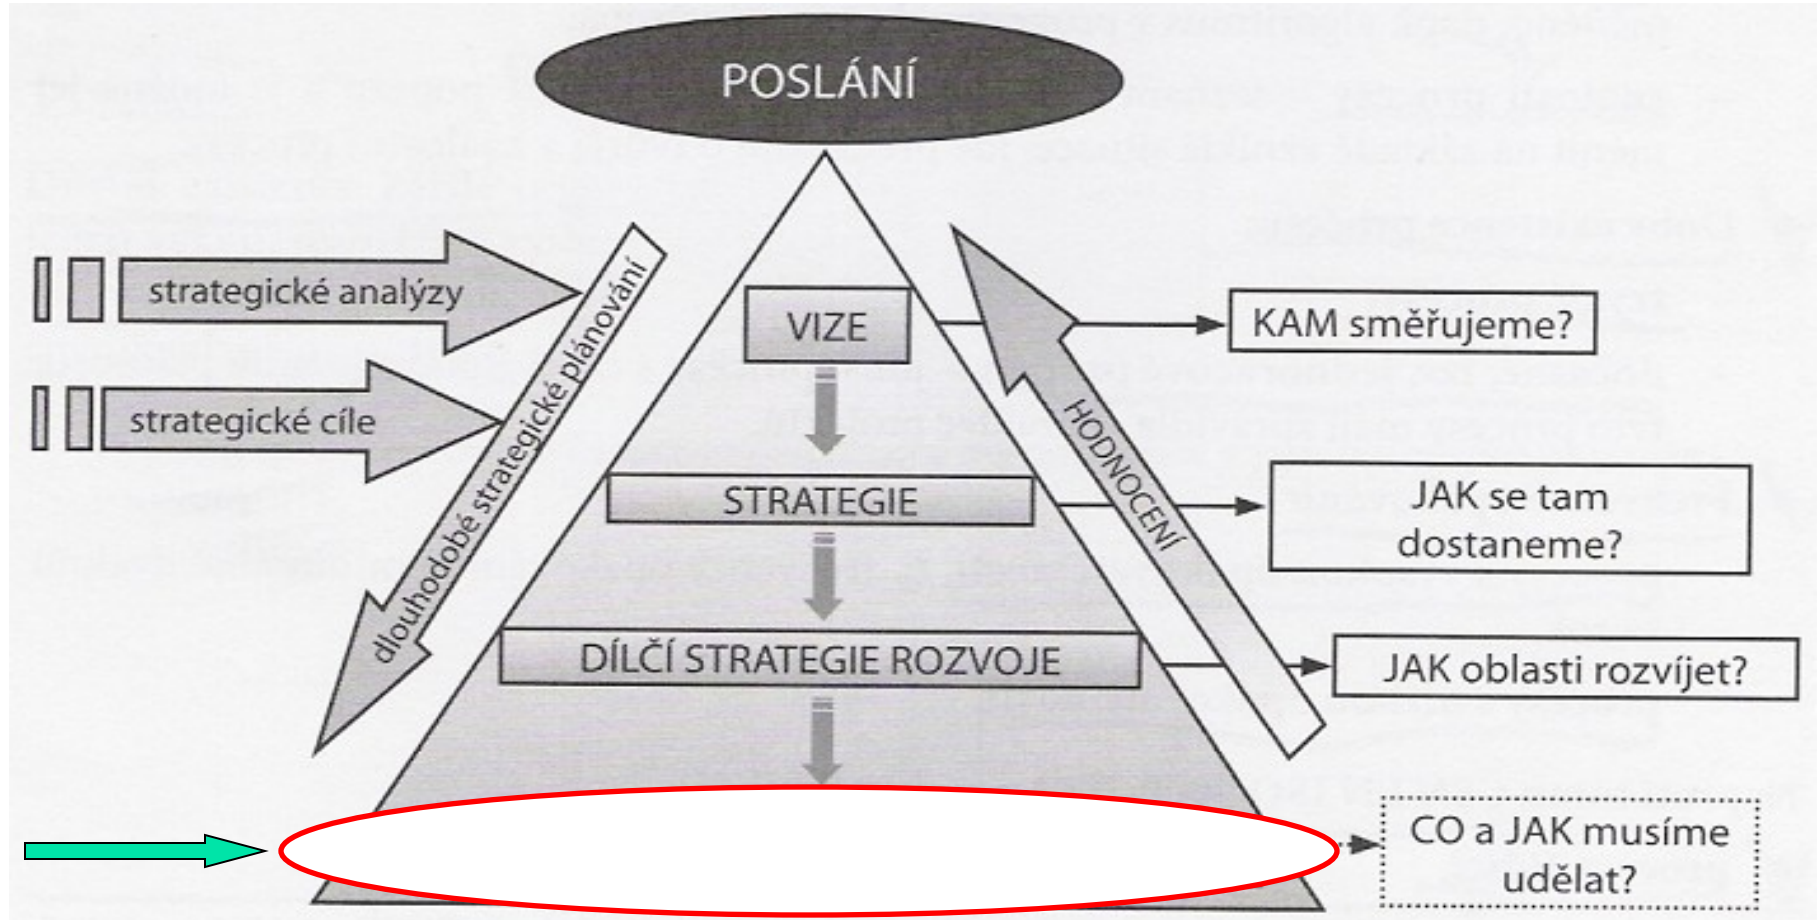 POSLÁNÍ
strategické analýzy
strategické cíle
dlouhodobé strategické plánování
VIZE
STRATEGIE
DÍLČÍ STRATEGIE ROZVOJE
HODNOCENÍ
KAM směřujeme?
JAK se tam
dostaneme?
JAK oblasti rozvíjet?
CO a JAK musíme
udělat?